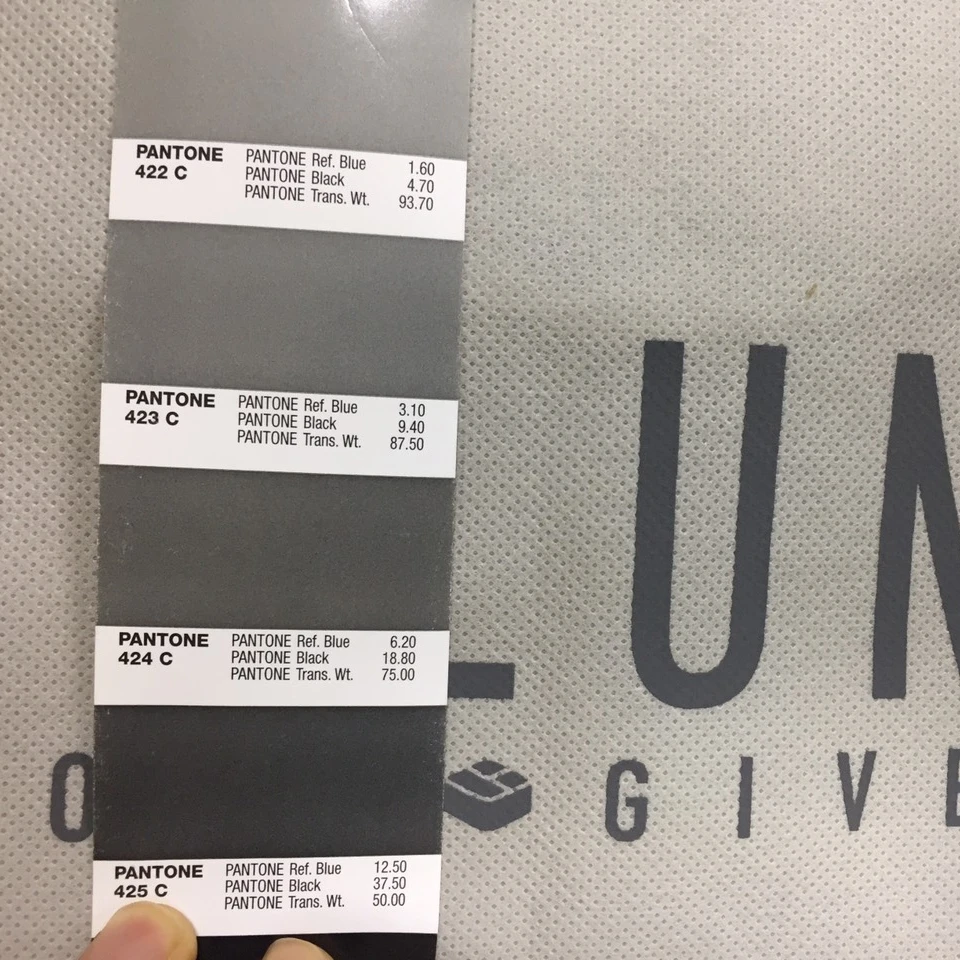 PANTONE
422 C
PANTONE Ref. Blue 1.60
PANTONE Black 4.70
PANTONE Trans. Wt. 93.70
PANTONE
423 C
PANTONE Ref. Blue 3.10
PANTONE Black 9.40
PANTONE Trans. Wt. 87.50
PANTONE
424 C
PANTONE Ref. Blue 6.20
PANTONE Black 18.80
PANTONE Trans. Wt. 75.00
PANTONE
425 C
PANTONE Ref. Blue 12.50
PANTONE Black 37.50
PANTONE Trans. Wt. 50.00
LUN
O GIVE